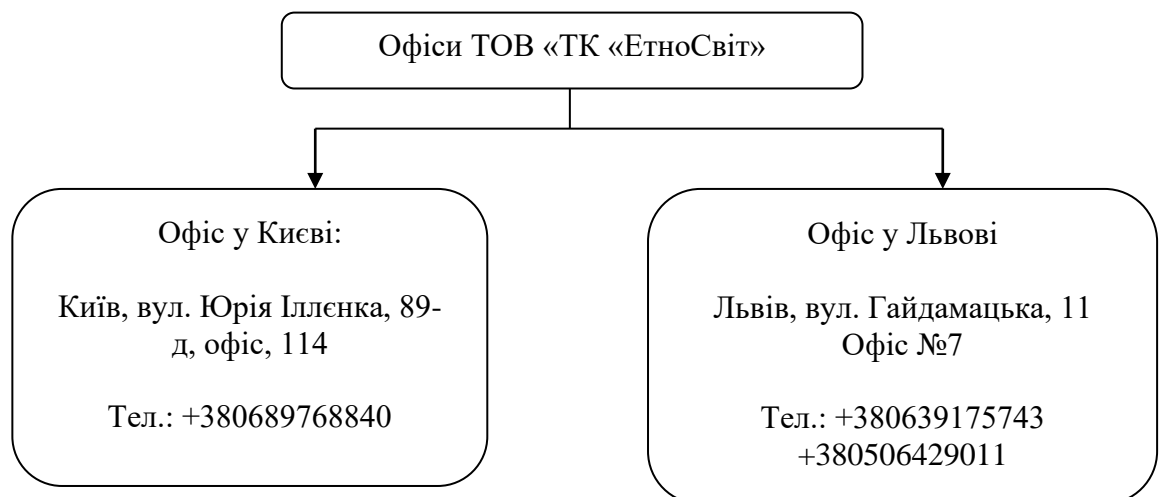 Офіси ТОВ «ТК «ЕтноСвіт»
Офіс у Києві:
Київ, вул. Юрія Іллєнка, 89-
д, офіс, 114
Тел.: +380689768840
Офіс у Львові
Львів, вул. Гайдамацька, 11
Офіс №7
Тел.: +380639175743
+380506429011